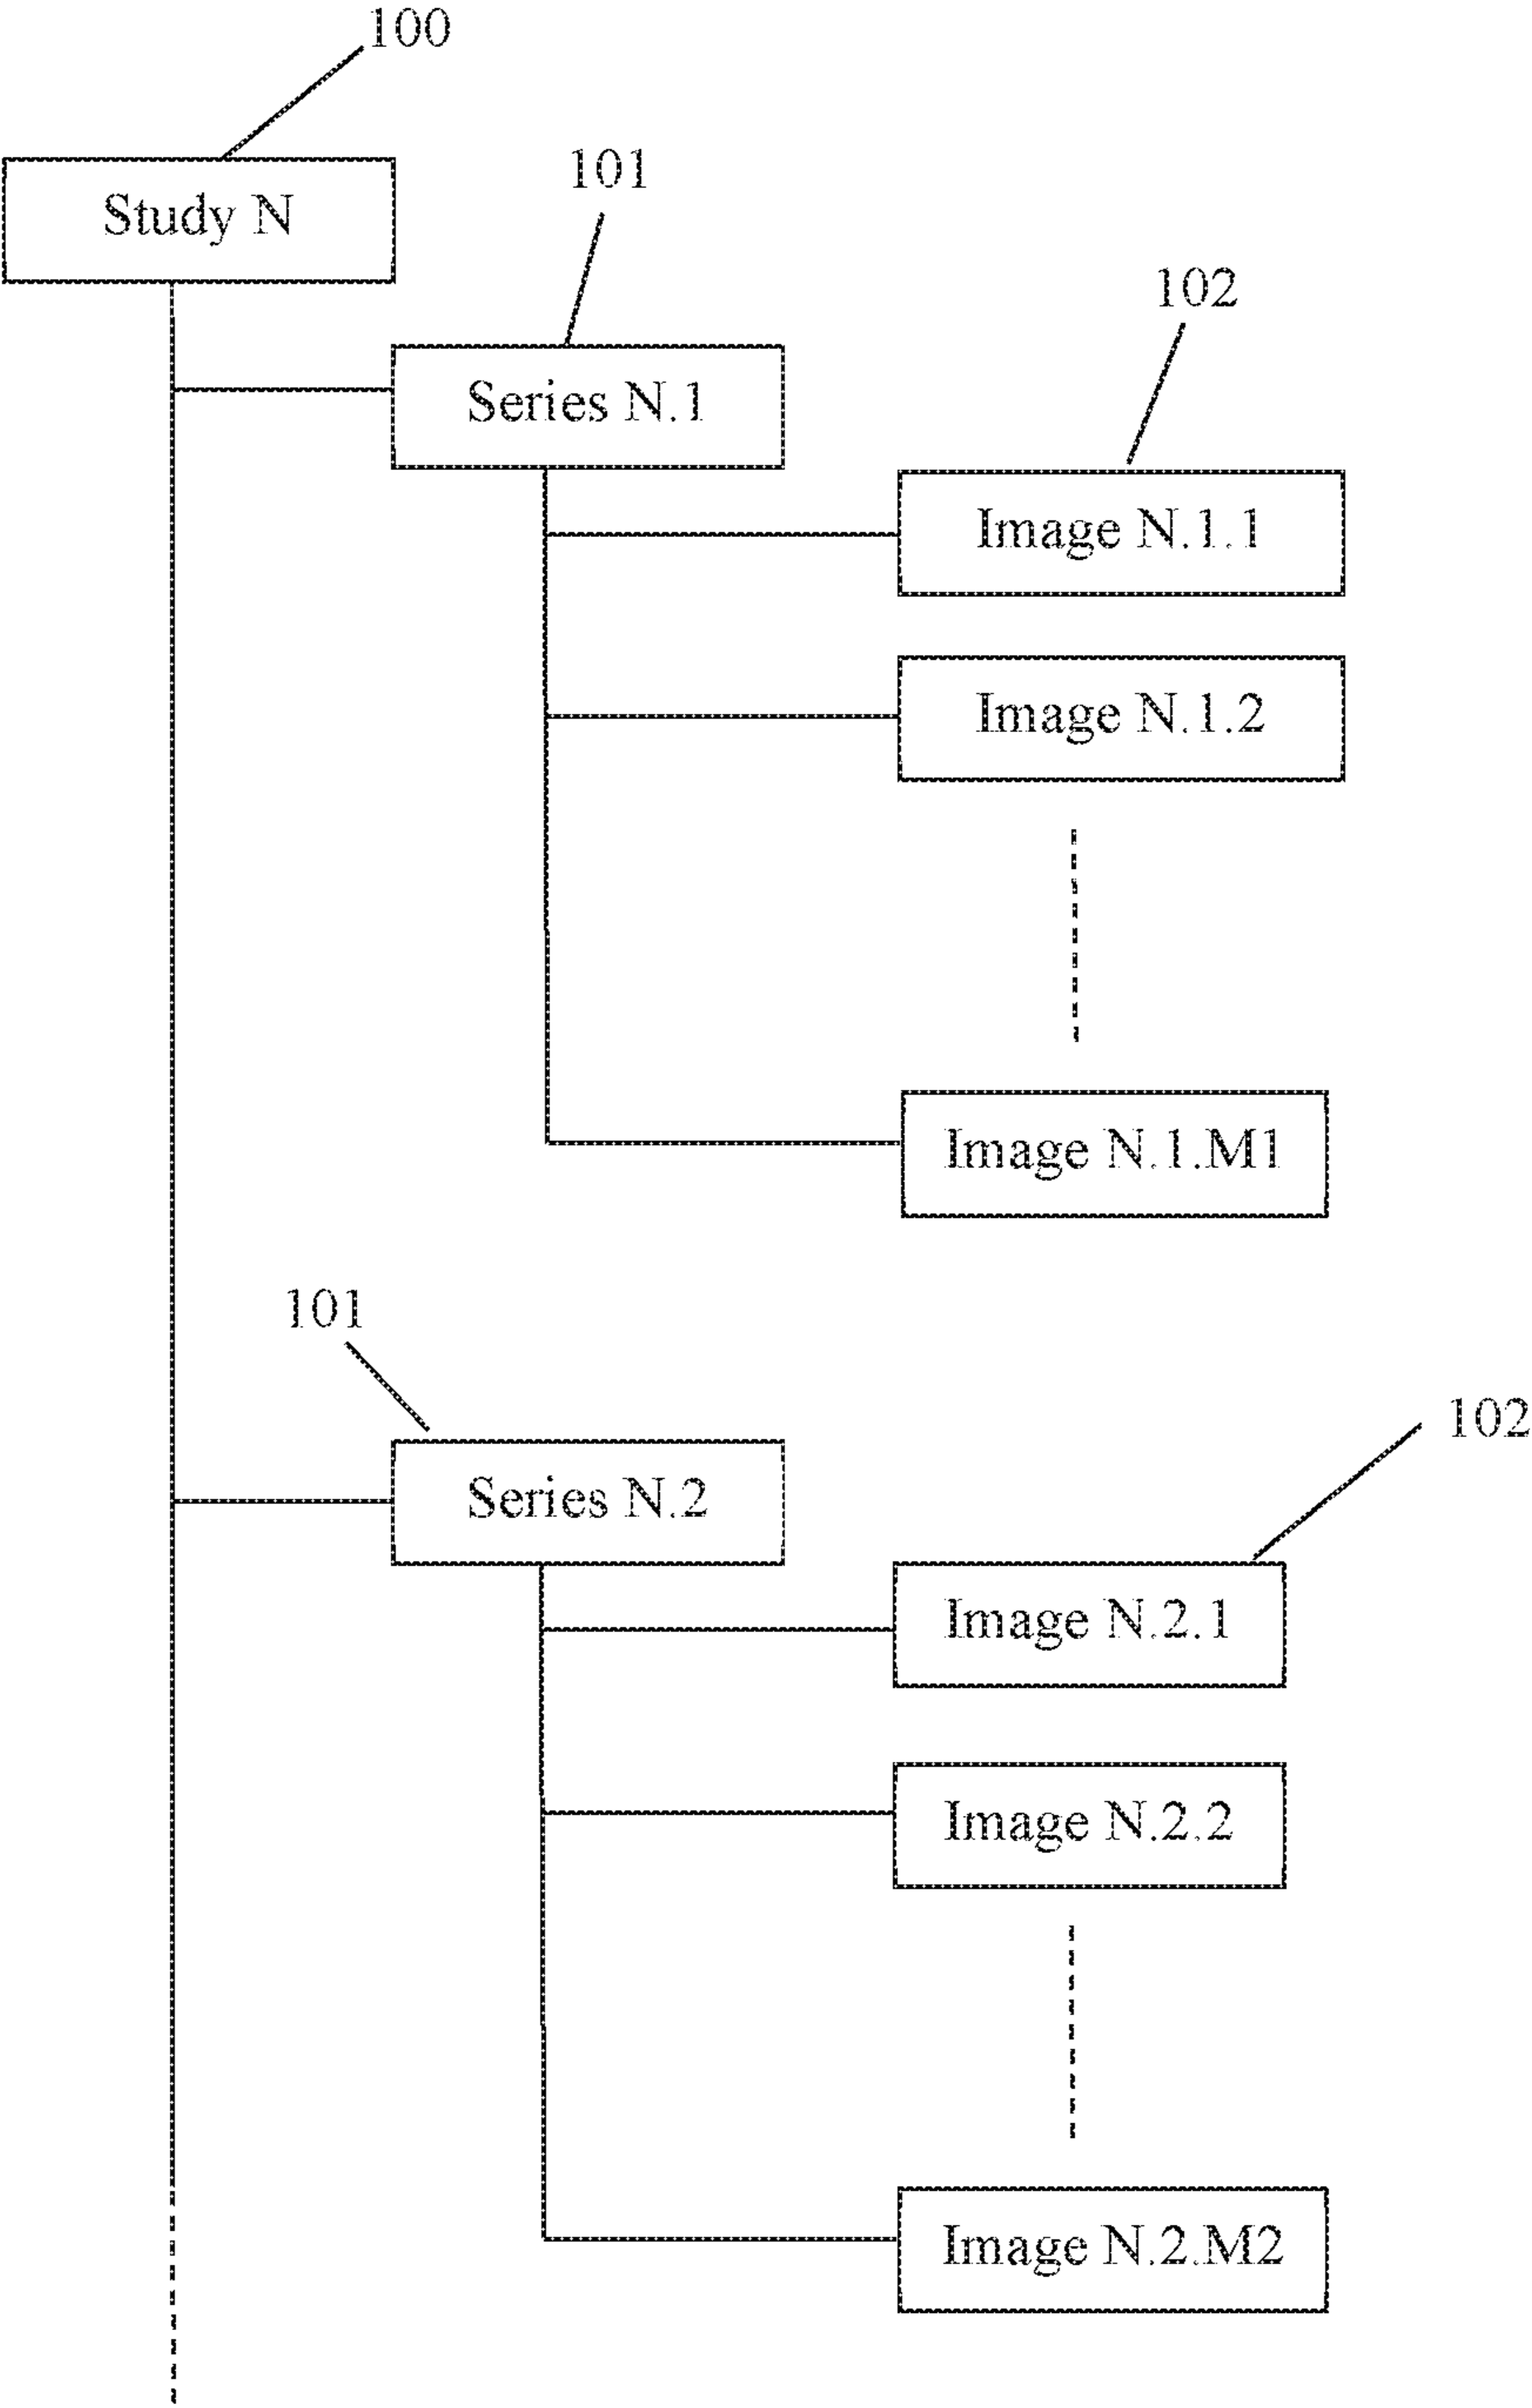 100
Study N
101
Series N.1
102
Image N.1.1
Image N.1.2
Image N.1.M1
101
Series N.2
102
Image N.2.1
Image N.2.2
Image N.2.M2